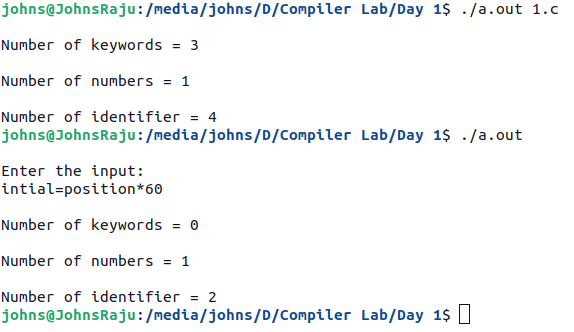 johns@JohnsRaju:/media/johns/D/Compiler Lab/Day 1$ ./a.out 1.c
Number of keywords = 3
Number of numbers = 1
Number of identifier = 4
johns@JohnsRaju:/media/johns/D/Compiler Lab/Day 1$ ./a.out
Enter the input:
intial=position*60
Number of keywords = 0
Number of numbers = 1
Number of identifier = 2
johns@JohnsRaju:/media/johns/D/Compiler Lab/Day 1$